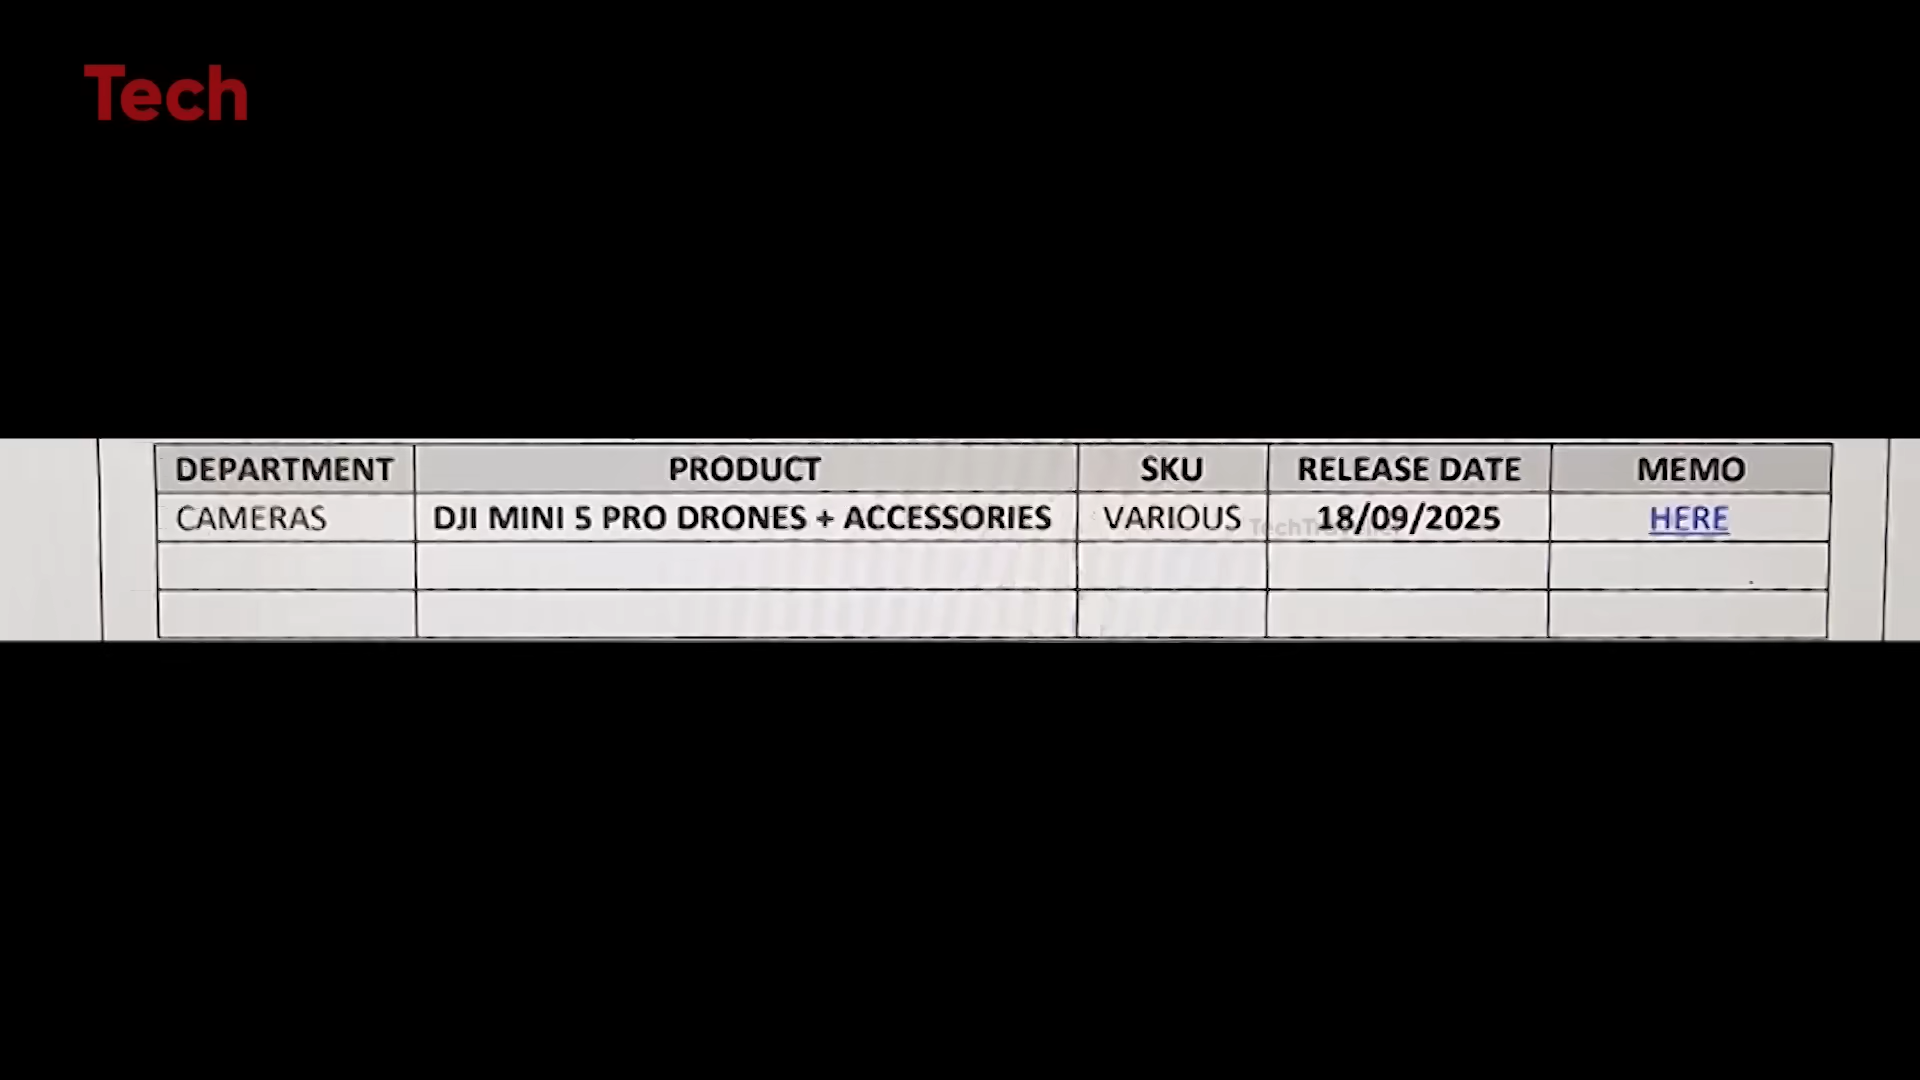 Tech
DEPARTMENT PRODUCT SKU RELEASE DATE MEMO
CAMERAS DJI MINI 5 PRO DRONES + ACCESSORIES VARIOUS 18/09/2025 HERE